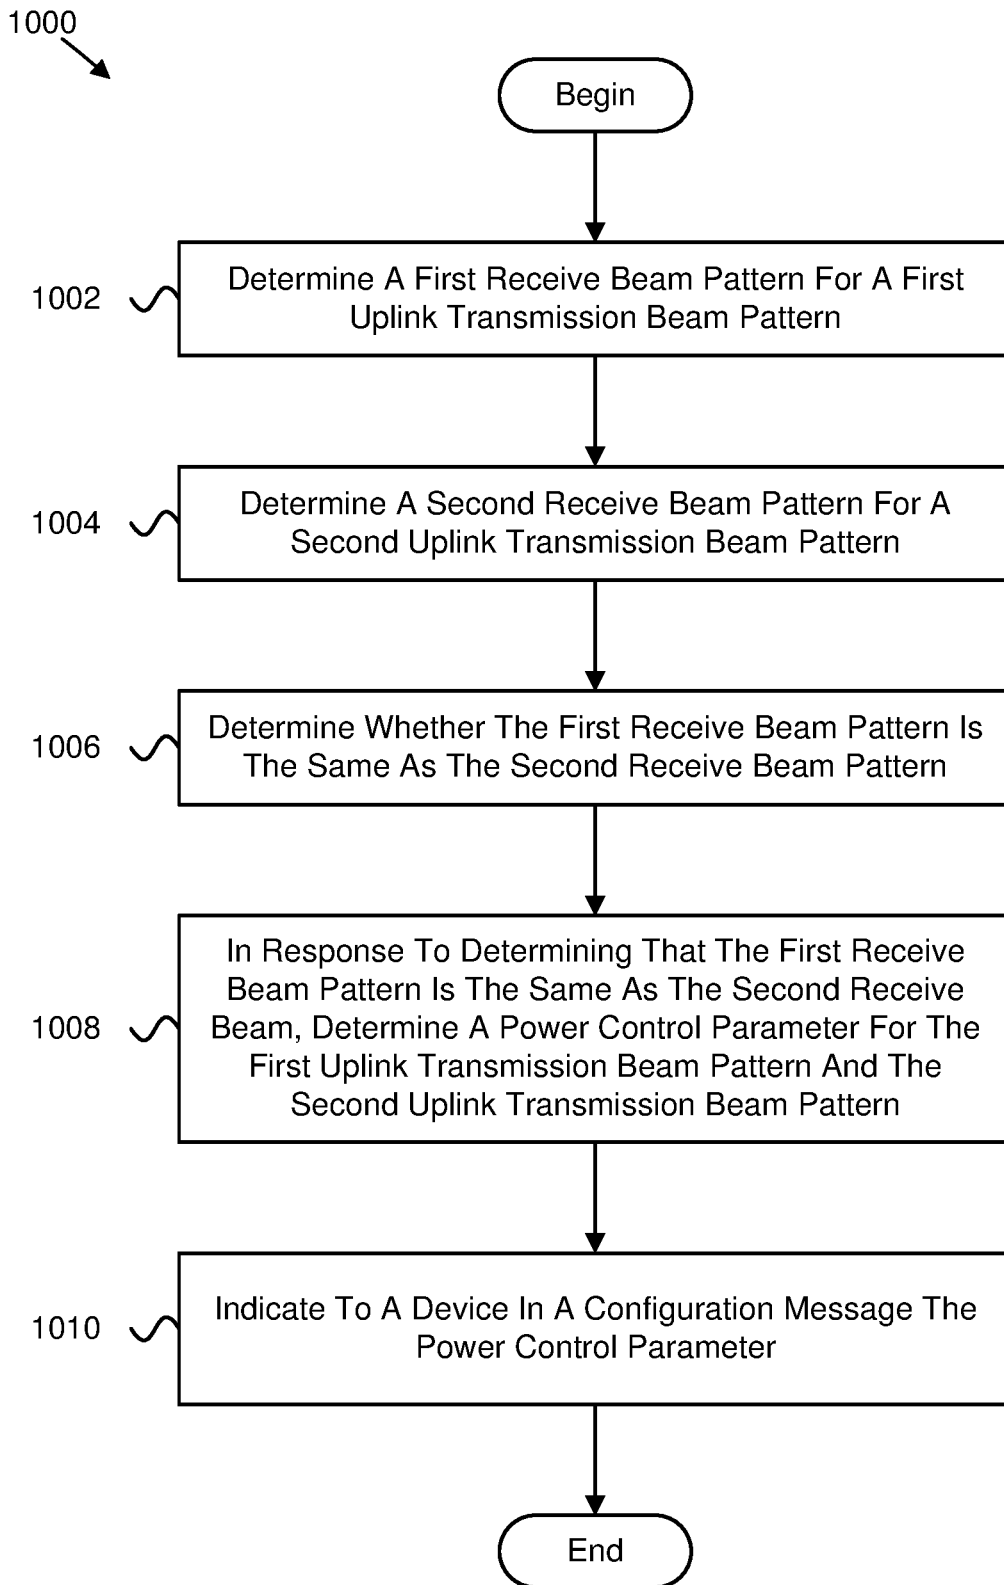 1000
Begin
1002
Determine A First Receive Beam Pattern For A First
Uplink Transmission Beam Pattern
1004
Determine A Second Receive Beam Pattern For A
Second Uplink Transmission Beam Pattern
1006
Determine Whether The First Receive Beam Pattern Is
The Same As The Second Receive Beam Pattern
1008
In Response To Determining That The First Receive
Beam Pattern Is The Same As The Second Receive
Beam, Determine A Power Control Parameter For The
First Uplink Transmission Beam Pattern And The
Second Uplink Transmission Beam Pattern
1010
Indicate To A Device In A Configuration Message The
Power Control Parameter
End